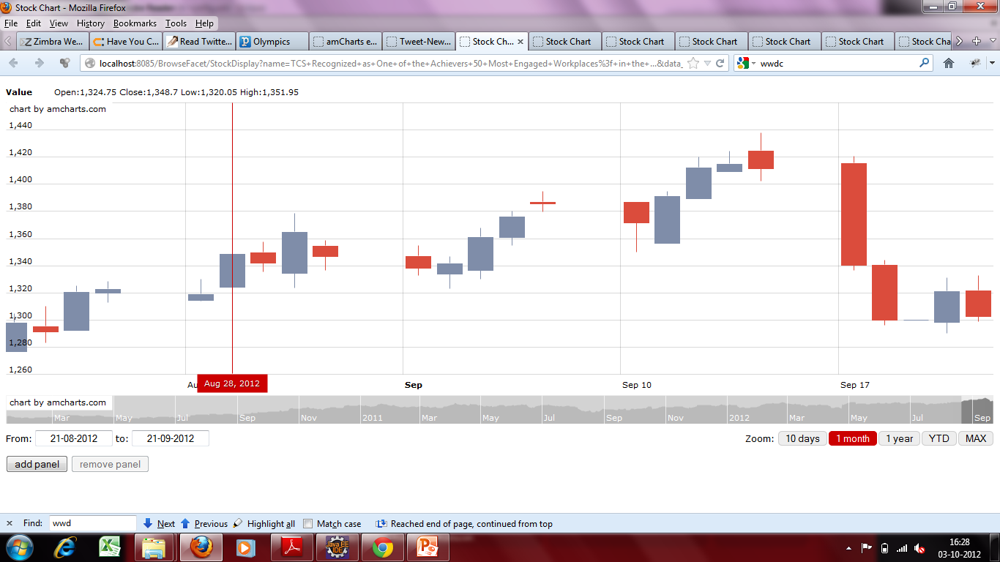 Stock Chart - Mozilla Firefox
File Edit View History Bookmarks Tools Help
Zimbra We... Have You C... Read Twitte... Olympics amCharts e... Tweet-New... Stock Ch... Stock Chart Stock Chart Stock Chart Stock Chart Stock Chart Stock Cha
localhost:8085/BrowseFacet/StockDisplay?name=TCS+Recognized+as+One+of+the+Achievers+50+Most+Engaged+Workplaces%3f+in+the+...&data_ wwdc
Value Open:1,324.75 Close:1,348.7 Low:1,320.05 High:1,351.95
chart by amcharts.com
1,440
1,420
1,400
1,380
1,360
1,340
1,320
1,300
1,280
1,260
Au Aug 28, 2012 Sep Sep 10 Sep 17
chart by amcharts.com
Mar May Jul Sep Nov 2011 Mar May Jul Sep Nov 2012 Mar May Jul Sep
From: 21-08-2012 to: 21-09-2012 Zoom: 10 days 1 month 1 year YTD MAX
add panel remove panel
Find: wwd Next Previous Highlight all Match case Reached end of page, continued from top
Java EE
IDE
16:28
03-10-2012